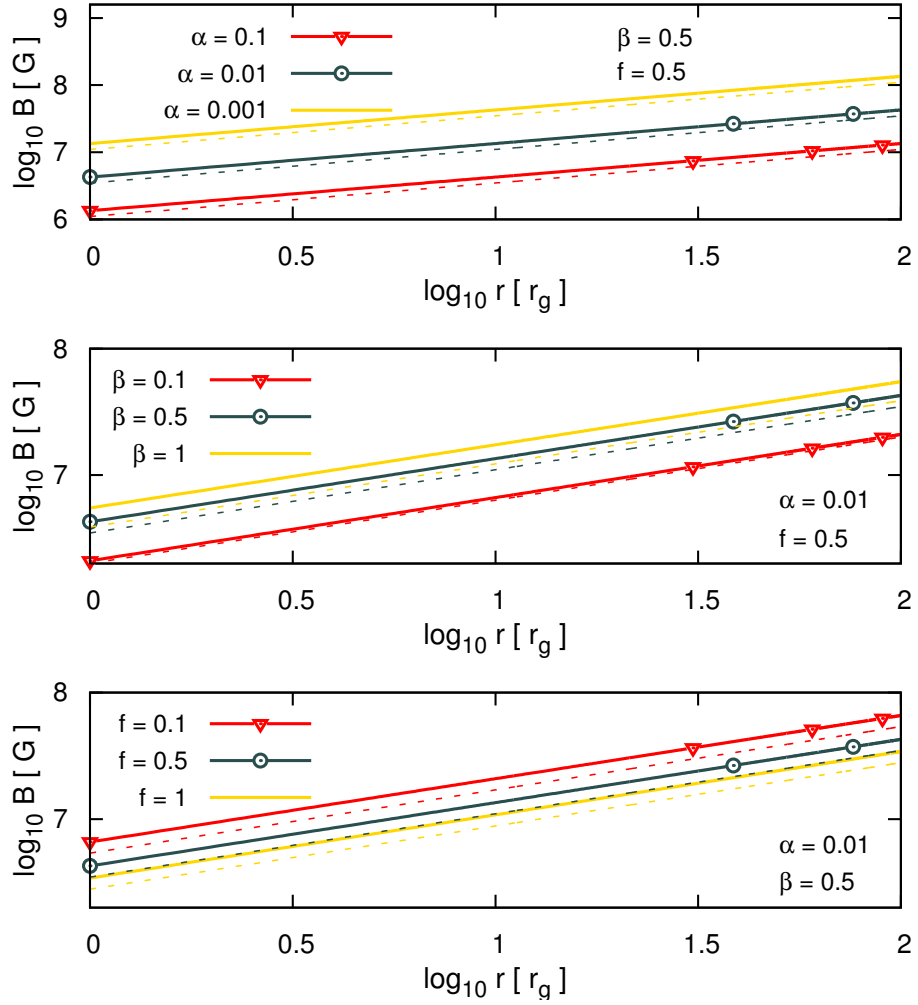 9
8
7
6
log₁₀ B [ G ]
α = 0.1
α = 0.01
α = 0.001
β = 0.5
f = 0.5
0 0.5 1 1.5 2
log₁₀ r [ r_g ]
8
7
log₁₀ B [ G ]
β = 0.1
β = 0.5
β = 1
α = 0.01
f = 0.5
0 0.5 1 1.5 2
log₁₀ r [ r_g ]
8
7
log₁₀ B [ G ]
f = 0.1
f = 0.5
f = 1
α = 0.01
β = 0.5
0 0.5 1 1.5 2
log₁₀ r [ r_g ]